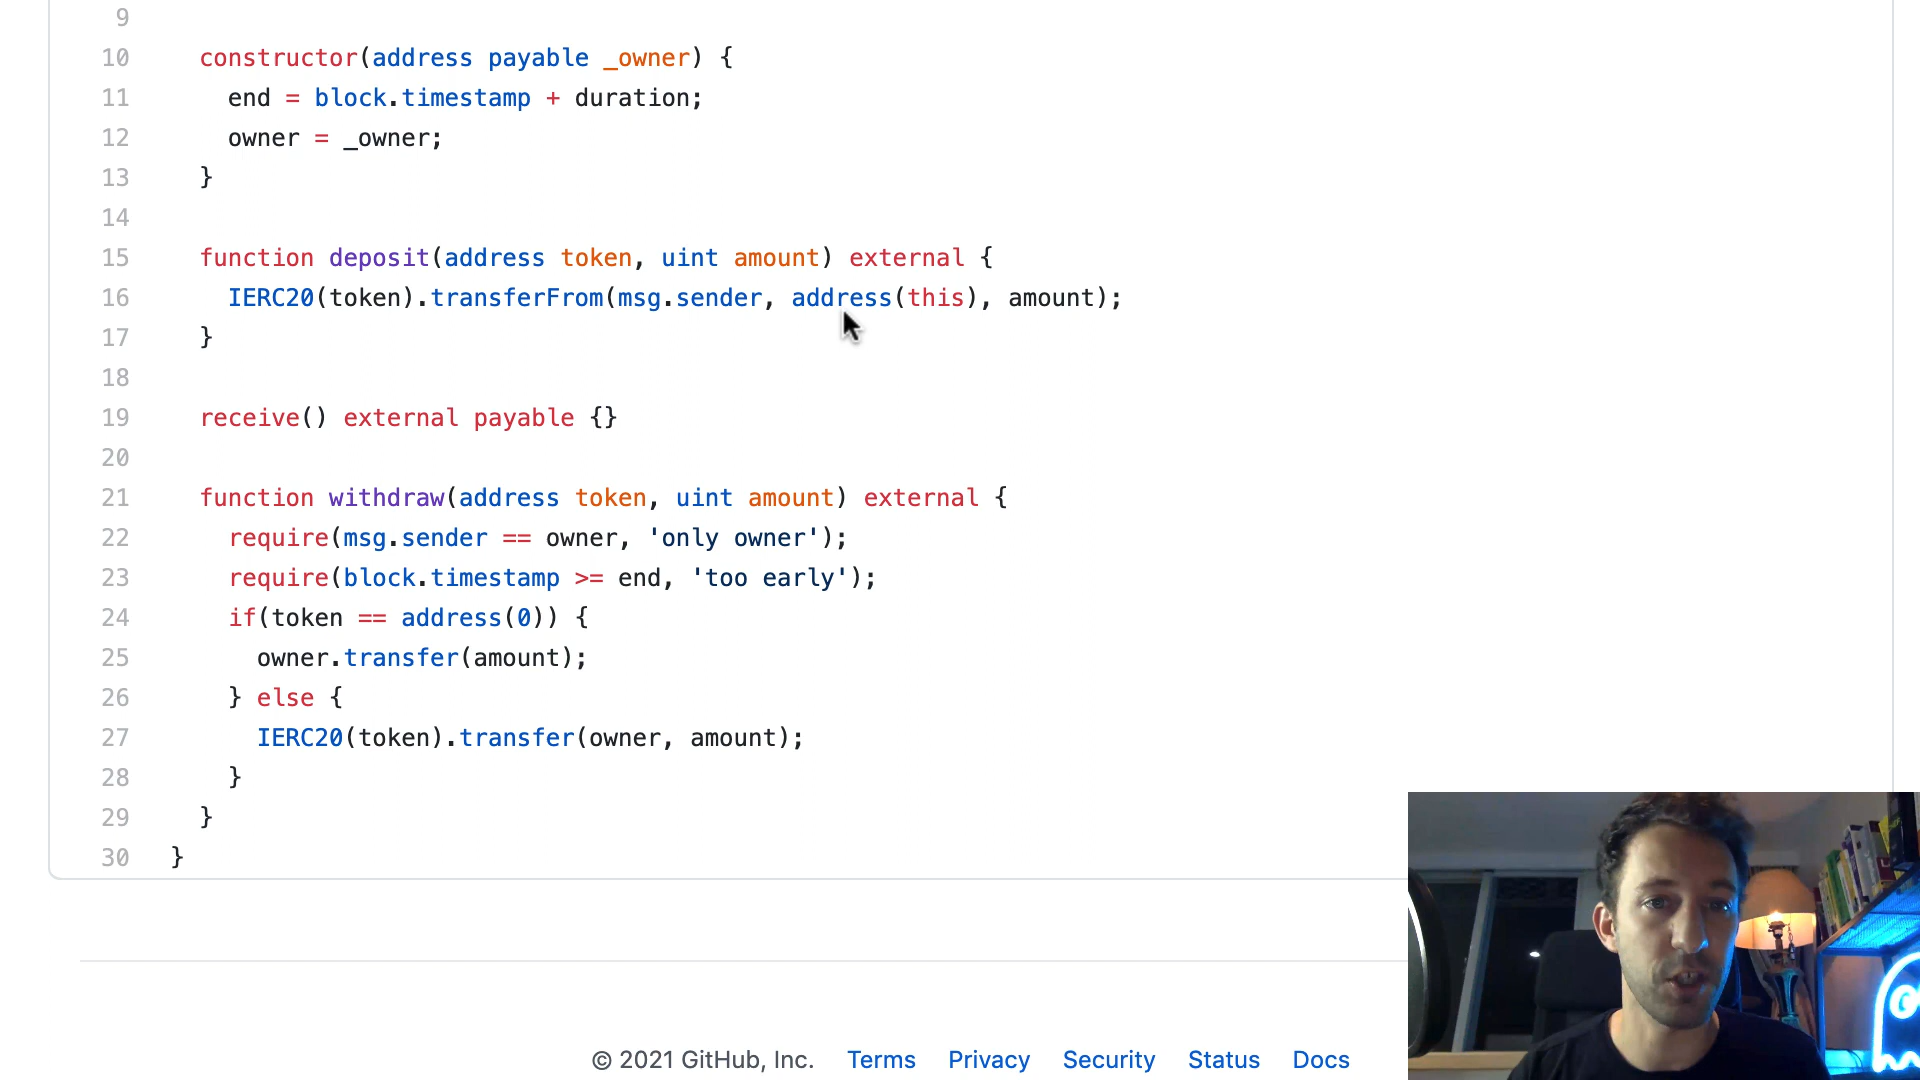 9
10 constructor(address payable _owner) {
11 end = block.timestamp + duration;
12 owner = _owner;
13 }
14
15 function deposit(address token, uint amount) external {
16 IERC20(token).transferFrom(msg.sender, address(this), amount);
17 }
18
19 receive() external payable {}
20
21 function withdraw(address token, uint amount) external {
22 require(msg.sender == owner, 'only owner');
23 require(block.timestamp >= end, 'too early');
24 if(token == address(0)) {
25 owner.transfer(amount);
26 } else {
27 IERC20(token).transfer(owner, amount);
28 }
29 }
30 }
© 2021 GitHub, Inc. Terms Privacy Security Status Docs